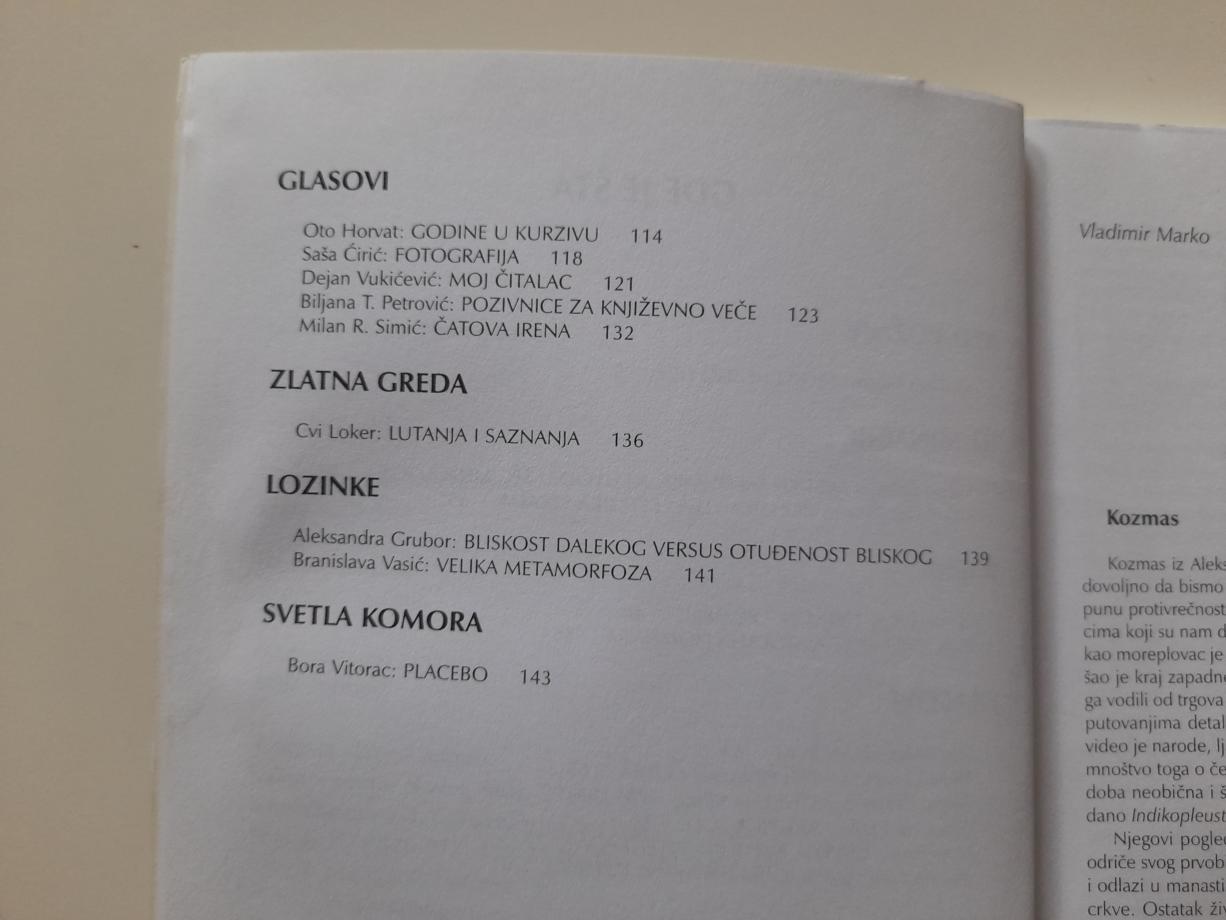 GLASOVI
Oto Horvat: GODINE U KURZIVU 114
Saša Ćirić: FOTOGRAFIJA 118
Dejan Vukićević: MOJ ČITALAC 121
Biljana T. Petrović: POZIVNICE ZA KNJIŽEVNO VEČE 123
Milan R. Simić: ČATOVA IRENA 132
ZLATNA GREDA
Cvi Loker: LUTANJA I SAZNANJA 136
LOZINKE
Aleksandra Grubor: BLISKOST DALEKOG VERSUS OTUĐENOST BLISKOG 139
Branislava Vasić: VELIKA METAMORFOZA 141
SVETLA KOMORA
Bora Vitorac: PLACEBO 143
Vladimir Marko
Kozmas
Kozmas iz Aleks
dovoljno da bismo
punu protivrečnost
cima koji su nam d
kao moreplovac je
šao je kraj zapadn
ga vodili od trgova
putovanjima detal
video je narode, lj
mnoštvo toga o če
doba neobična i š
dano Indikopleust
Njegovi pogled
odriče svog prvob
i odlazi u manasti
crkve. Ostatak živ